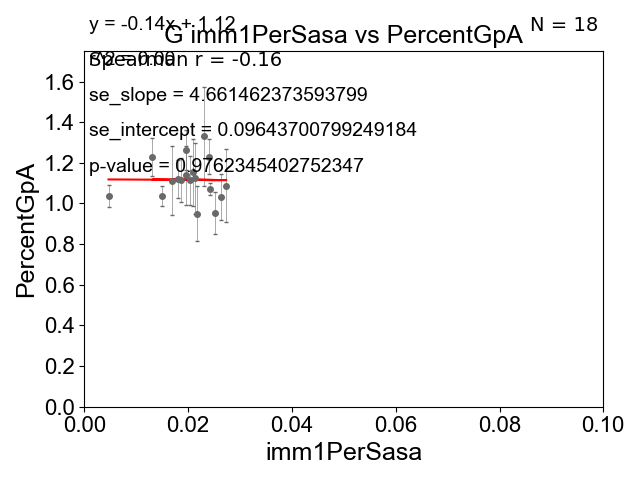 y = -0.14x + 1.12
N = 18
G imm1PerSasa vs PercentGpA
Spearman r = -0.16
se_slope = 4.661462373593799
se_intercept = 0.09643700799249184
p-value = 0.9762345402752347
PercentGpA
1.6
1.4
1.2
1.0
0.8
0.6
0.4
0.2
0.0
0.00 0.02 0.04 0.06 0.08 0.10
imm1PerSasa